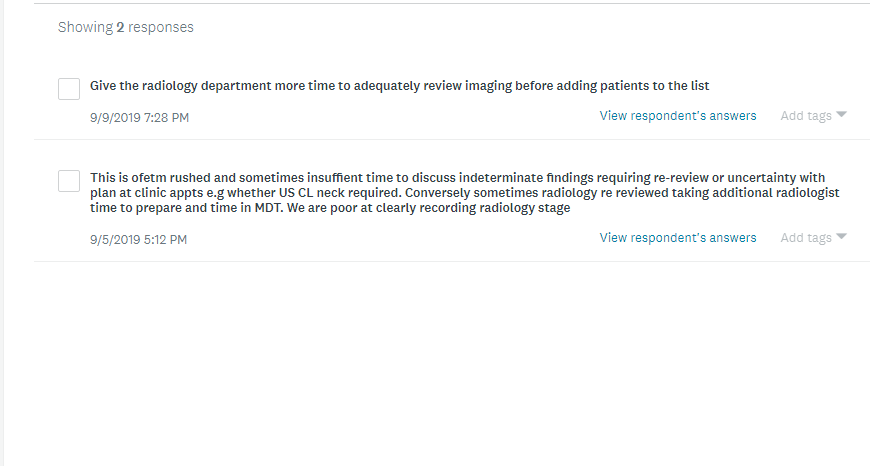 Showing 2 responses
Give the radiology department more time to adequately review imaging before adding patients to the list
9/9/2019 7:28 PM
View respondent's answers
Add tags
This is ofetm rushed and sometimes insuffient time to discuss indeterminate findings requiring re-review or uncertainty with
plan at clinic appts e.g whether US CL neck required. Conversely sometimes radiology re reviewed taking additional radiologist
time to prepare and time in MDT. We are poor at clearly recording radiology stage
9/5/2019 5:12 PM
View respondent's answers
Add tags